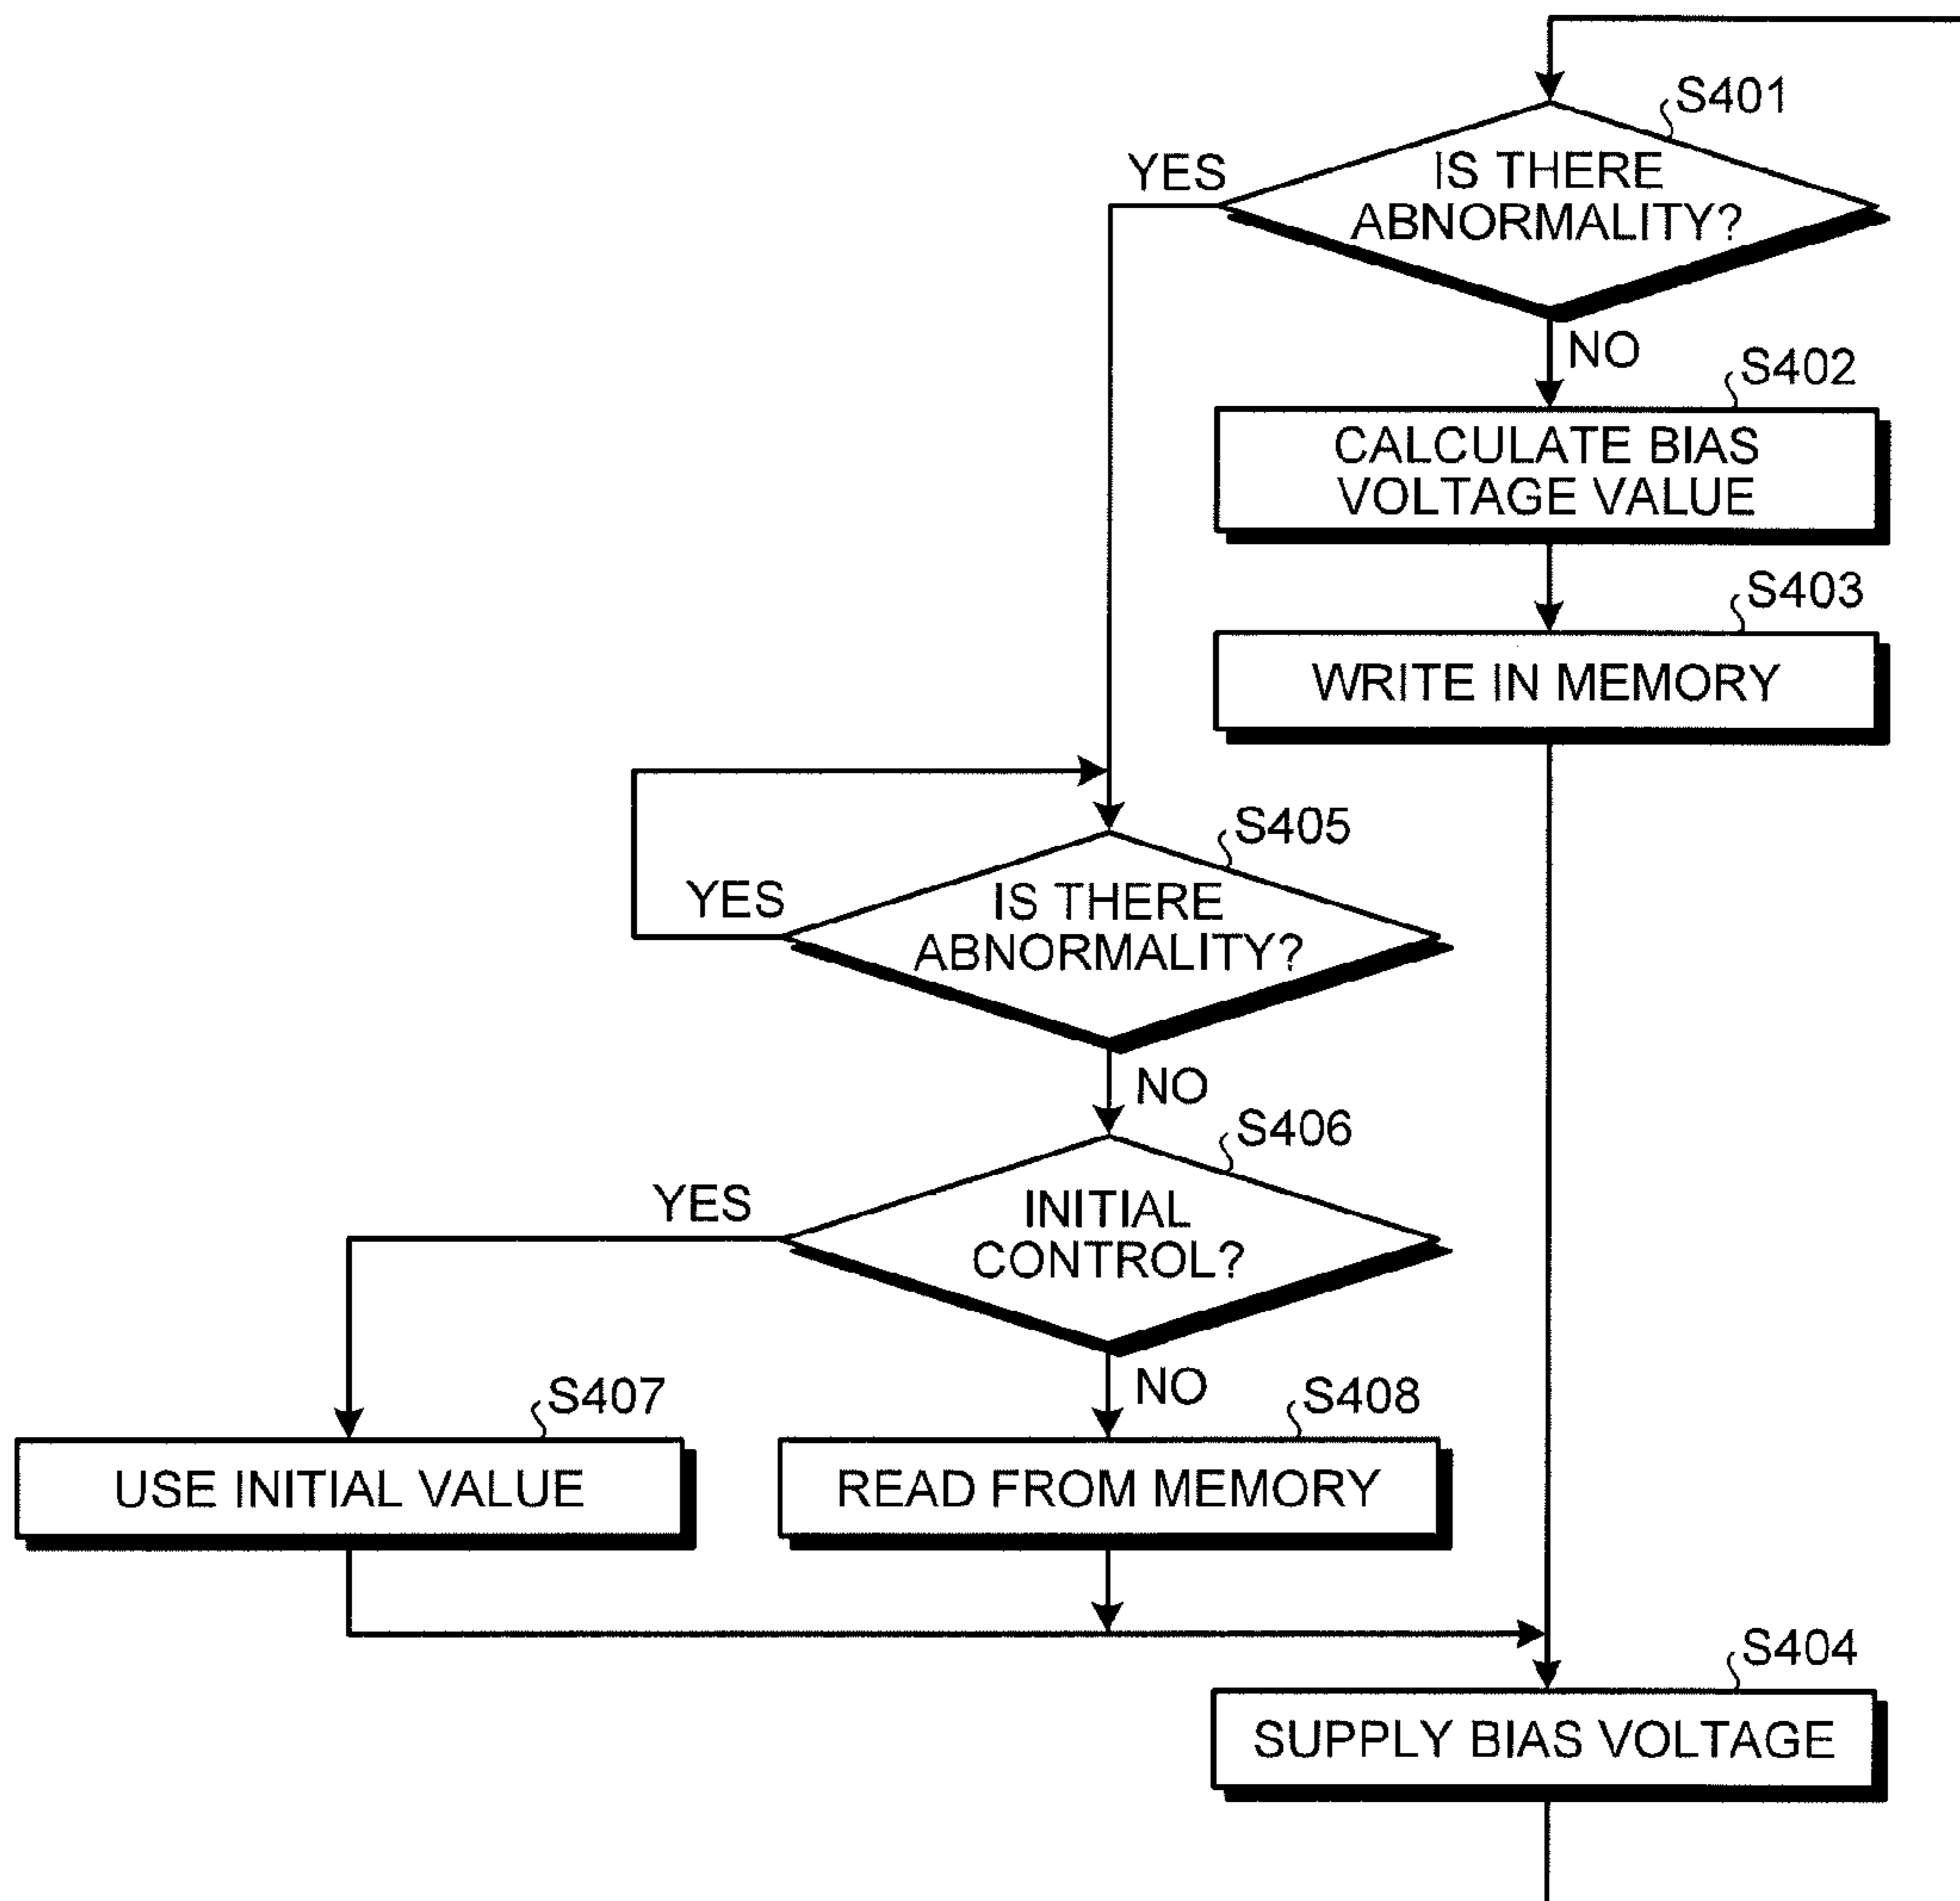 S401
YES
IS THERE
ABNORMALITY?
NO
S402
CALCULATE BIAS
VOLTAGE VALUE
S403
WRITE IN MEMORY
S405
YES
IS THERE
ABNORMALITY?
NO
S406
YES
INITIAL
CONTROL?
NO
S407
S408
USE INITIAL VALUE
READ FROM MEMORY
S404
SUPPLY BIAS VOLTAGE